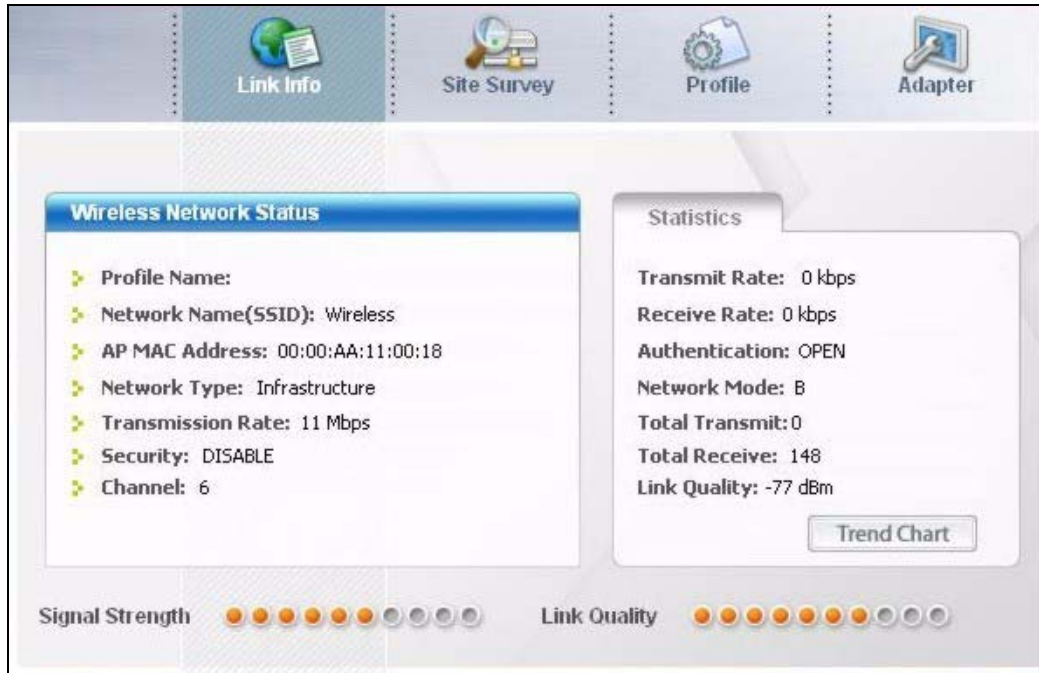 Link Info
Site Survey
Profile
Adapter
Wireless Network Status
Profile Name:
Network Name(SSID): Wireless
AP MAC Address: 00:00:AA:11:00:18
Network Type: Infrastructure
Transmission Rate: 11 Mbps
Security: DISABLE
Channel: 6
Statistics
Transmit Rate: 0 kbps
Receive Rate: 0 kbps
Authentication: OPEN
Network Mode: B
Total Transmit: 0
Total Receive: 148
Link Quality: -77 dBm
Trend Chart
Signal Strength
Link Quality